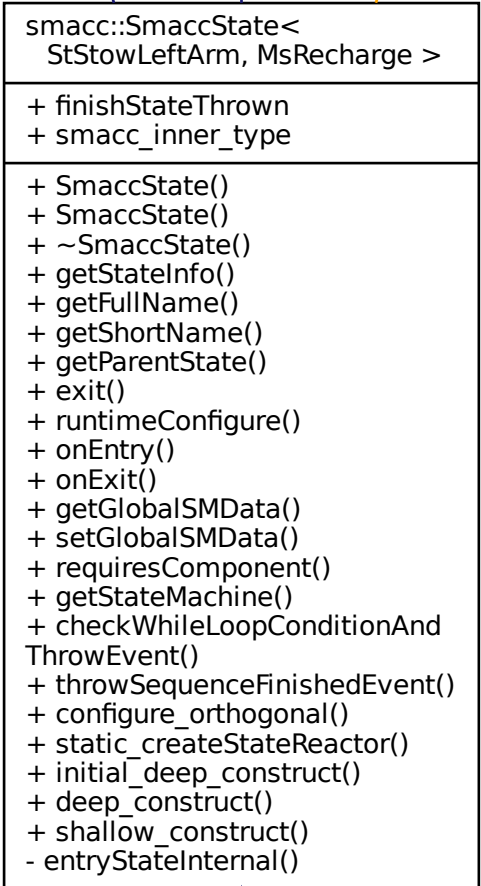 smacc::SmaccState<
StStowLeftArm, MsRecharge >
+ finishStateThrown
+ smacc_inner_type
+ SmaccState()
+ SmaccState()
+ ~SmaccState()
+ getStateInfo()
+ getFullName()
+ getShortName()
+ getParentState()
+ exit()
+ runtimeConfigure()
+ onEntry()
+ onExit()
+ getGlobalSMData()
+ setGlobalSMData()
+ requiresComponent()
+ getStateMachine()
+ checkWhileLoopConditionAnd
ThrowEvent()
+ throwSequenceFinishedEvent()
+ configure_orthogonal()
+ static_createStateReactor()
+ initial_deep_construct()
+ deep_construct()
+ shallow_construct()
- entryStateInternal()